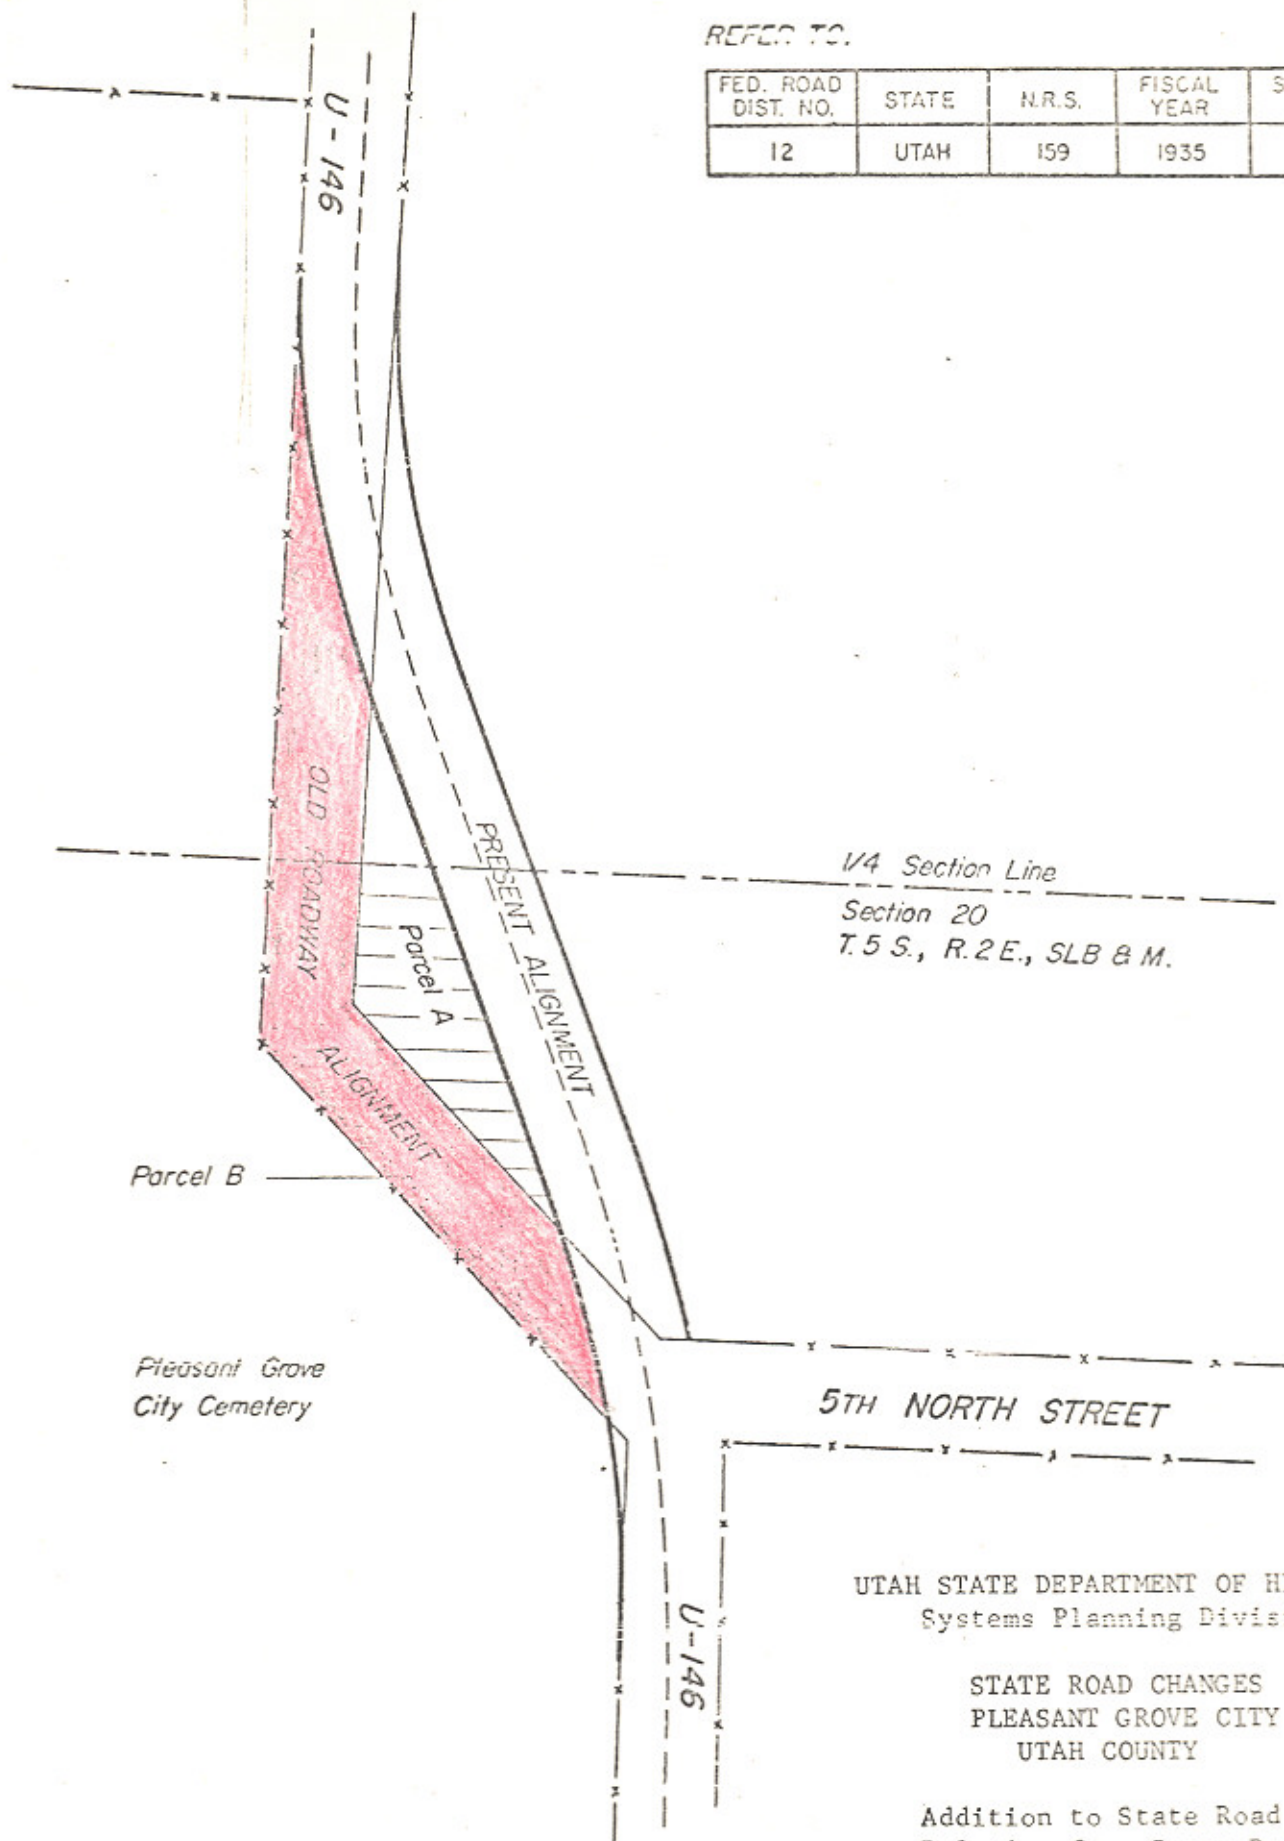 REFER TO:
FED. ROAD DIST. NO. STATE N.R.S. FISCAL YEAR
12 UTAH 159 1935
U-146
OLD ROADWAY
ALIGNMENT
PRESENT ALIGNMENT
Parcel A
1/4 Section Line
Section 20
T. 5 S., R. 2 E., SLB & M.
Parcel B
Pleasant Grove
City Cemetery
5TH NORTH STREET
U-146
UTAH STATE DEPARTMENT OF
Systems Planning
STATE ROAD CHANGES
PLEASANT GROVE CITY
UTAH COUNTY
Addition to State Road